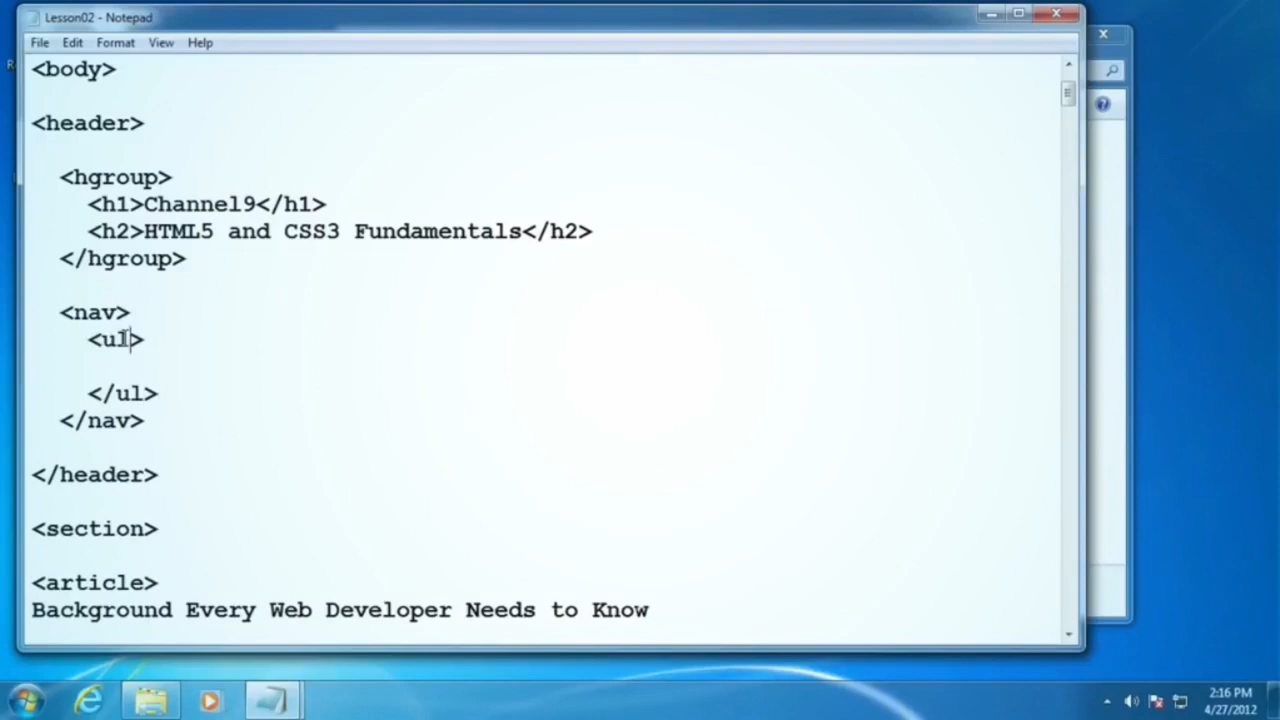 Lesson02 - Notepad
File Edit Format View Help
<body>
<header>
<hgroup>
<h1>Channel9</h1>
<h2>HTML5 and CSS3 Fundamentals</h2>
</hgroup>
<nav>
<ul>
</ul>
</nav>
</header>
<section>
<article>
Background Every Web Developer Needs to Know
2:16 PM
4/27/2012